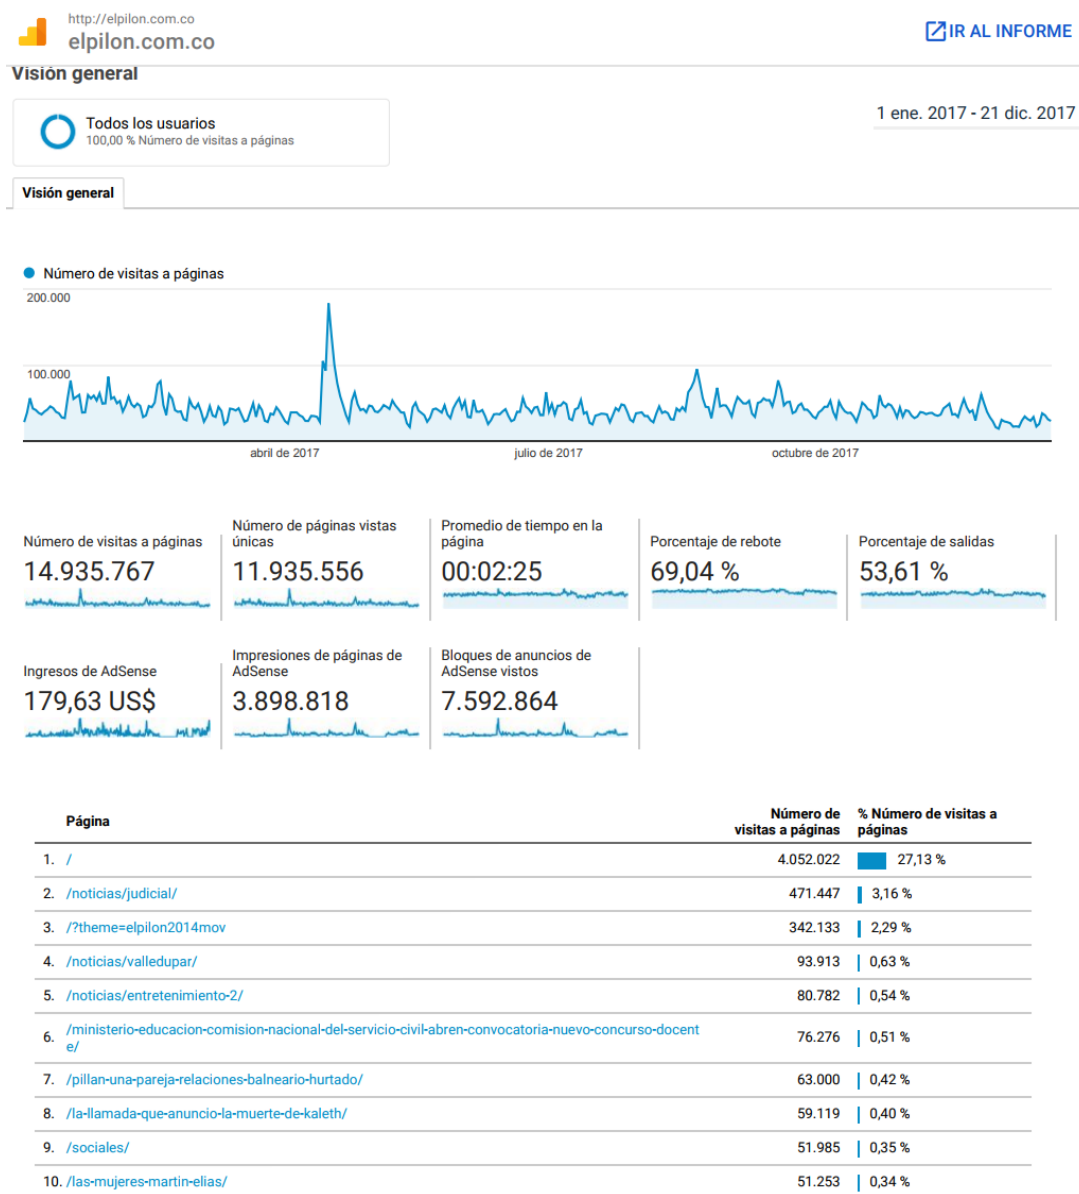 http://elpilon.com.co
elpilon.com.co
IR AL INFORME
Visión general
Todos los usuarios
100,00 % Número de visitas a páginas
1 ene. 2017 - 21 dic. 2017
Visión general
Número de visitas a páginas
200.000
100.000
abril de 2017
julio de 2017
octubre de 2017
Número de visitas a páginas
14.935.767
Número de páginas vistas
únicas
11.935.556
Promedio de tiempo en la
página
00:02:25
Porcentaje de rebote
69,04 %
Porcentaje de salidas
53,61 %
Ingresos de AdSense
179,63 US$
Impresiones de páginas de
AdSense
3.898.818
Bloques de anuncios de
AdSense vistos
7.592.864
Página
Número de
visitas a páginas
% Número de visitas a
páginas
1. / 4.052.022 27,13 %
2. /noticias/judicial/ 471.447 3,16 %
3. /?theme=elpilon2014mov 342.133 2,29 %
4. /noticias/valledupar/ 93.913 0,63 %
5. /noticias/entretenimiento-2/ 80.782 0,54 %
6. /ministerio-educacion-comision-nacional-del-servicio-civil-abren-convocatoria-nuevo-concurso-docent
e/ 76.276 0,51 %
7. /pillan-una-pareja-relaciones-balneario-hurtado/ 63.000 0,42 %
8. /la-llamada-que-anuncio-la-muerte-de-kaleth/ 59.119 0,40 %
9. /sociales/ 51.985 0,35 %
10. /las-mujeres-martin-elias/ 51.253 0,34 %